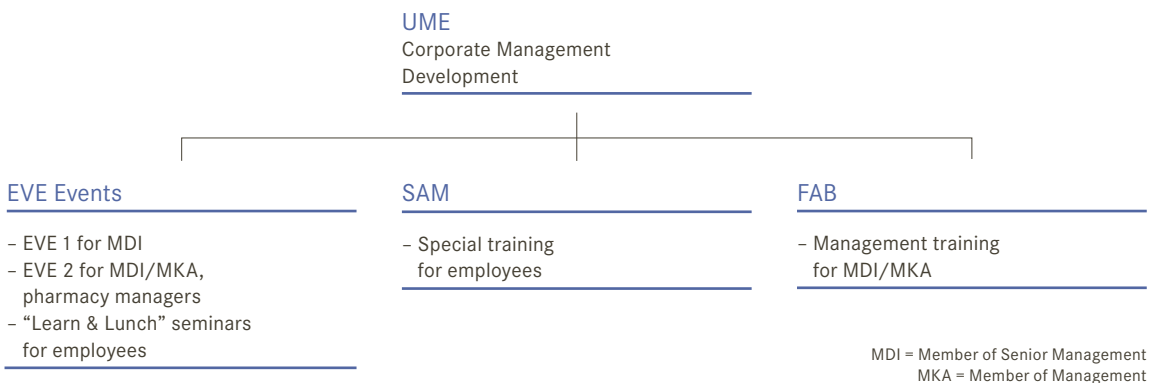 UME
Corporate Management
Development
EVE Events
– EVE 1 for MDI
– EVE 2 for MDI/MKA,
pharmacy managers
– “Learn & Lunch” seminars
for employees
SAM
– Special training
for employees
FAB
– Management training
for MDI/MKA
MDI = Member of Senior Management
MKA = Member of Management